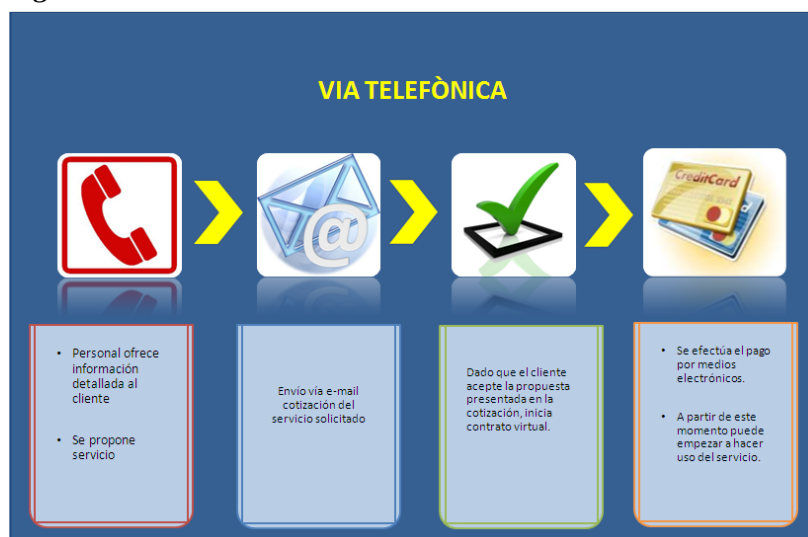 VIA TELEFÒNICA
CreditCard
• Personal ofrece
información
detallada al
cliente
• Se propone
servicio
Envío vía e-mail
cotización del
servicio solicitado
Dado que el cliente
acepte la propuesta
presentada en la
cotización, inicia
contrato virtual.
• Se efectúa el pago
por medios
electrónicos.
• A partir de este
momento puede
empezar a hacer
uso del servicio.